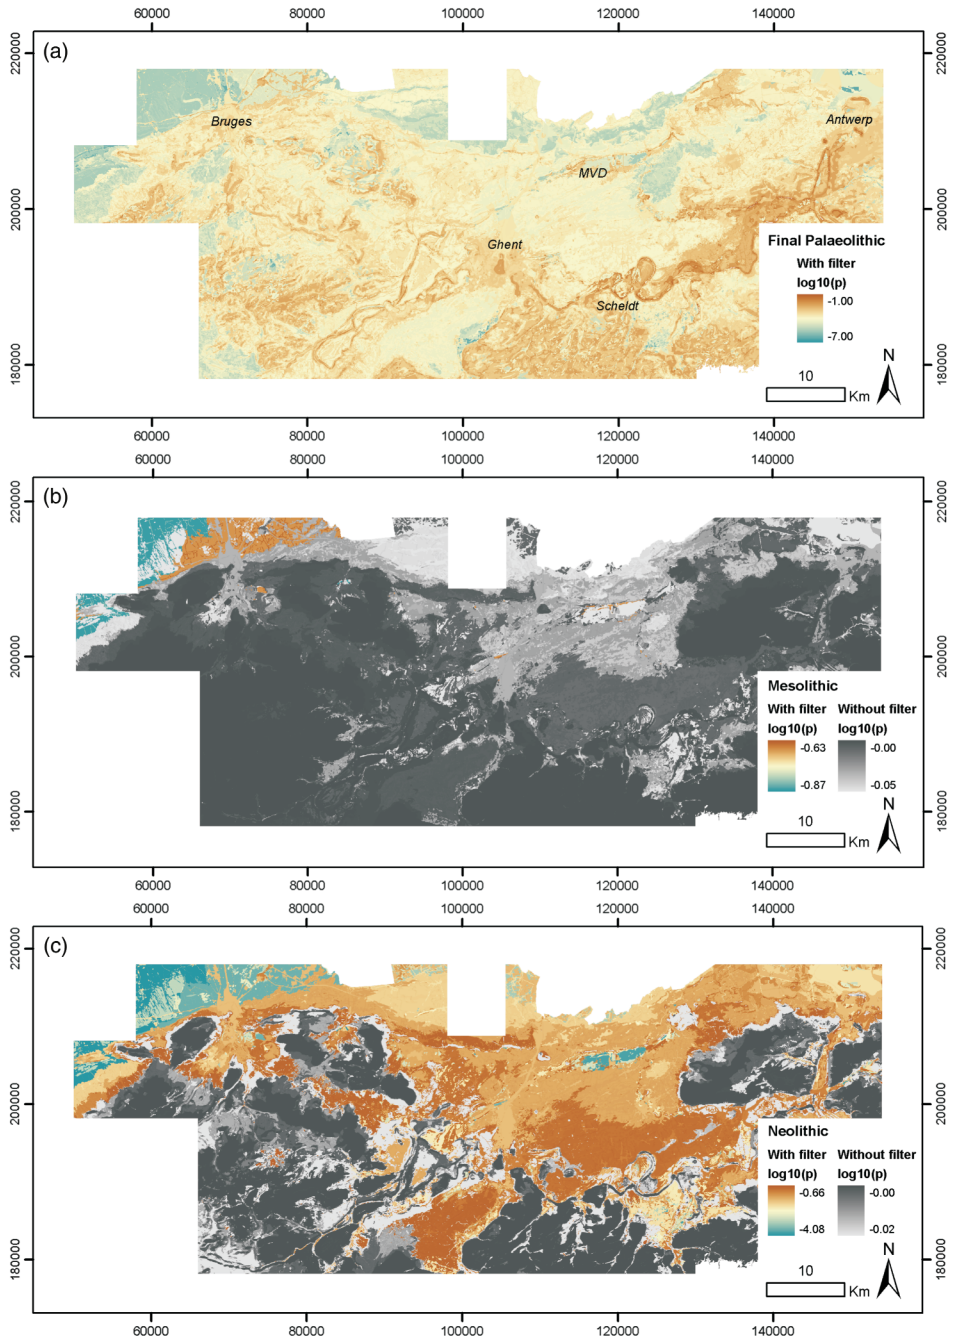 60000 80000 100000 120000 140000
(a)
220000 220000
Bruges
Antwerp
MVD
200000 200000
Ghent
Final Palaeolithic
With filter
log10(p)
-1.00
-7.00
Scheldt
180000 180000
N
10
Km
60000 80000 100000 120000 140000
60000 80000 100000 120000 140000
(b)
220000 220000
200000 200000
Mesolithic
With filter Without filter
log10(p) log10(p)
-0.63 -0.00
-0.87 -0.05
180000 180000
N
10
Km
60000 80000 100000 120000 140000
60000 80000 100000 120000 140000
(c)
220000 220000
200000 200000
Neolithic
With filter Without filter
log10(p) log10(p)
-0.66 -0.00
-4.08 -0.02
180000 180000
N
10
Km
60000 80000 100000 120000 140000